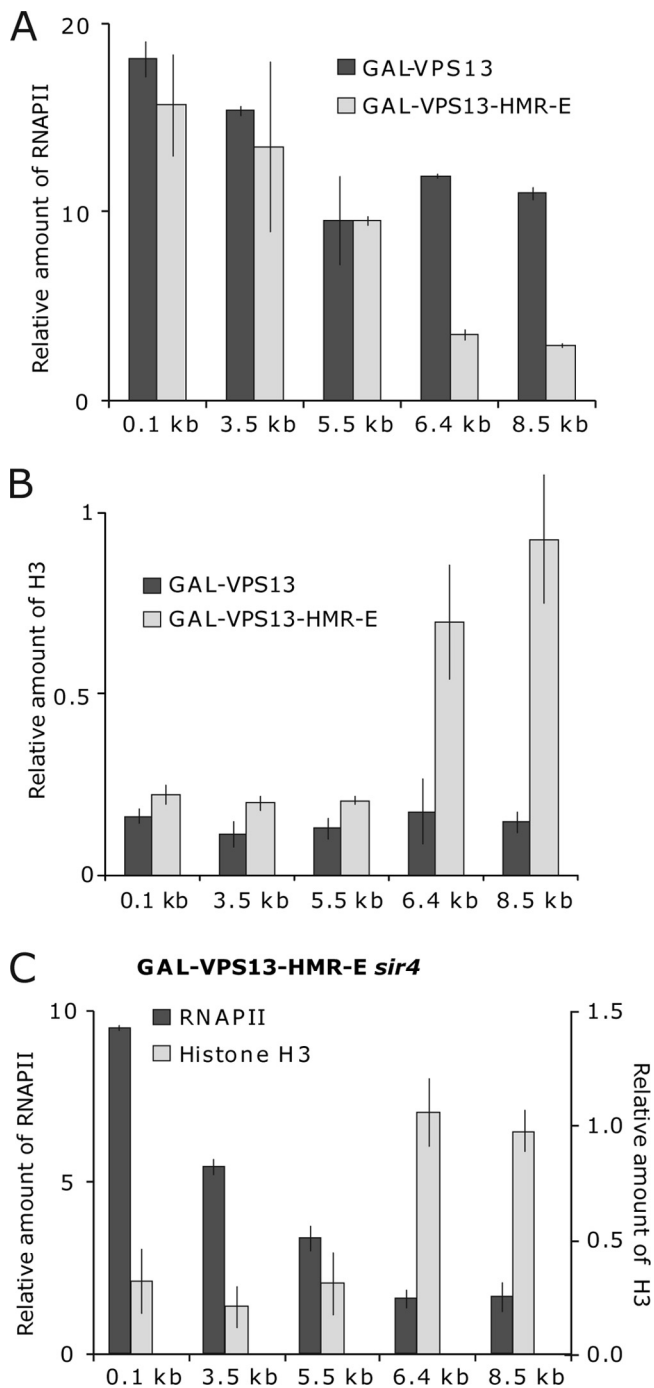 A
Relative amount of RNAPII
20
10
0
GAL-VPS13
GAL-VPS13-HMR-E
0.1 kb 3.5 kb 5.5 kb 6.4 kb 8.5 kb
B
Relative amount of H3
1
0.5
0
GAL-VPS13
GAL-VPS13-HMR-E
0.1 kb 3.5 kb 5.5 kb 6.4 kb 8.5 kb
C
GAL-VPS13-HMR-E sir4
Relative amount of RNAPII
10
5
0
RNAPII
Histone H3
1.5
1.0
0.5
0.0
Relative amount of H3
0.1 kb 3.5 kb 5.5 kb 6.4 kb 8.5 kb